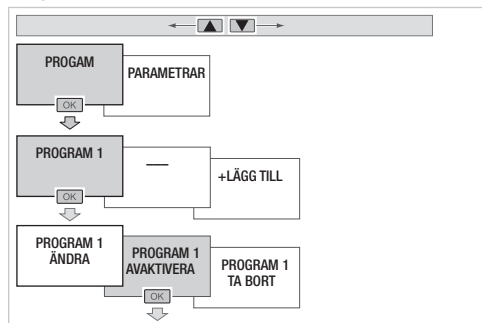 PROGAM
PARAMETRAR
OK
PROGRAM 1
___
+LÄGG TILL
OK
PROGRAM 1
ÄNDRA
PROGRAM 1
AVAKTIVERA
PROGRAM 1
TA BORT
OK